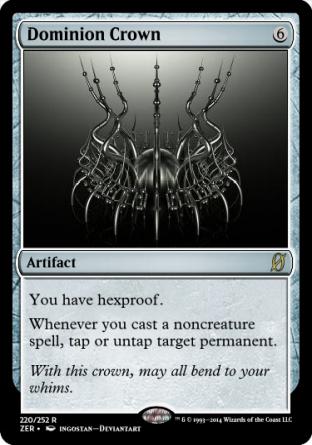 Dominion Crown 6
Artifact
You have hexproof.
Whenever you cast a noncreature
spell, tap or untap target permanent.
With this crown, may all bend to your
whims.
220/252 R
ZER • INGOSTAN—DEVIANTART
™ & © 1993–2014 Wizards of the Coast LLC